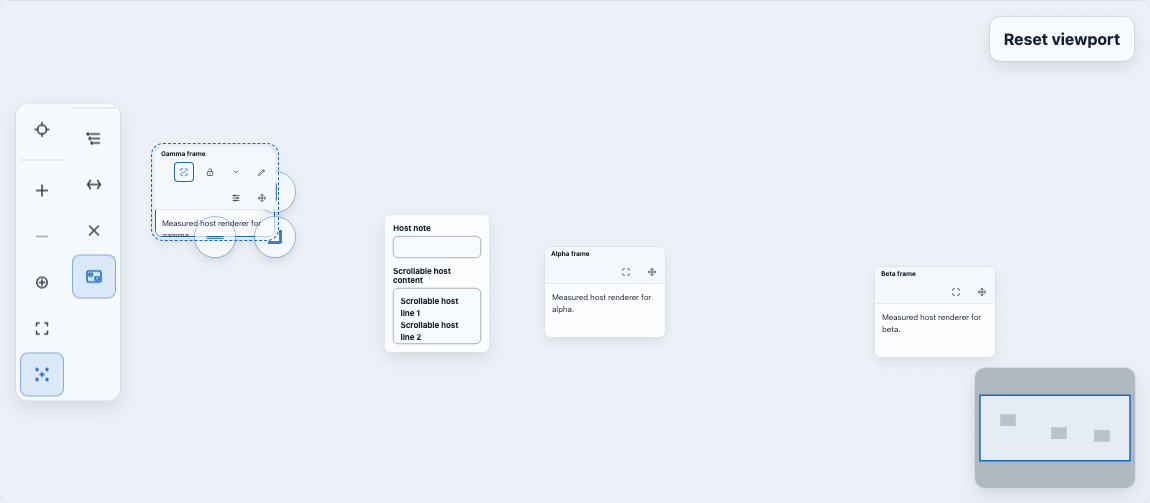 Reset viewport
Gamma frame
Measured host renderer for
gamma.
Host note
Scrollable host
content
Scrollable host
line 1
Scrollable host
line 2
Alpha frame
Measured host renderer for
alpha.
Beta frame
Measured host renderer for
beta.